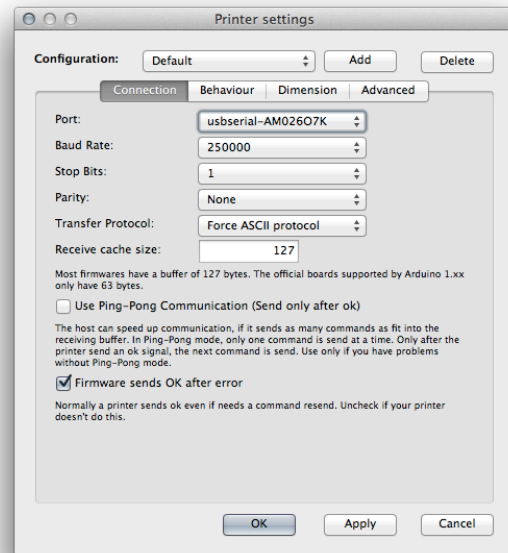 Printer settings
Configuration: Default Add Delete
Connection Behaviour Dimension Advanced
Port: usbserial-AM026O7K
Baud Rate: 250000
Stop Bits: 1
Parity: None
Transfer Protocol: Force ASCII protocol
Receive cache size: 127
Most firmwares have a buffer of 127 bytes. The official boards supported by Arduino 1.xx
only have 63 bytes.
Use Ping-Pong Communication (Send only after ok)
The host can speed up communication, if it sends as many commands as fit into the
receiving buffer. In Ping-Pong mode, only one command is send at a time. Only after the
printer send an ok signal, the next command is send. Use only if you have problems
without Ping-Pong mode.
Firmware sends OK after error
Normally a printer sends ok even if needs a command resend. Uncheck if your printer
doesn't do this.
OK Apply Cancel